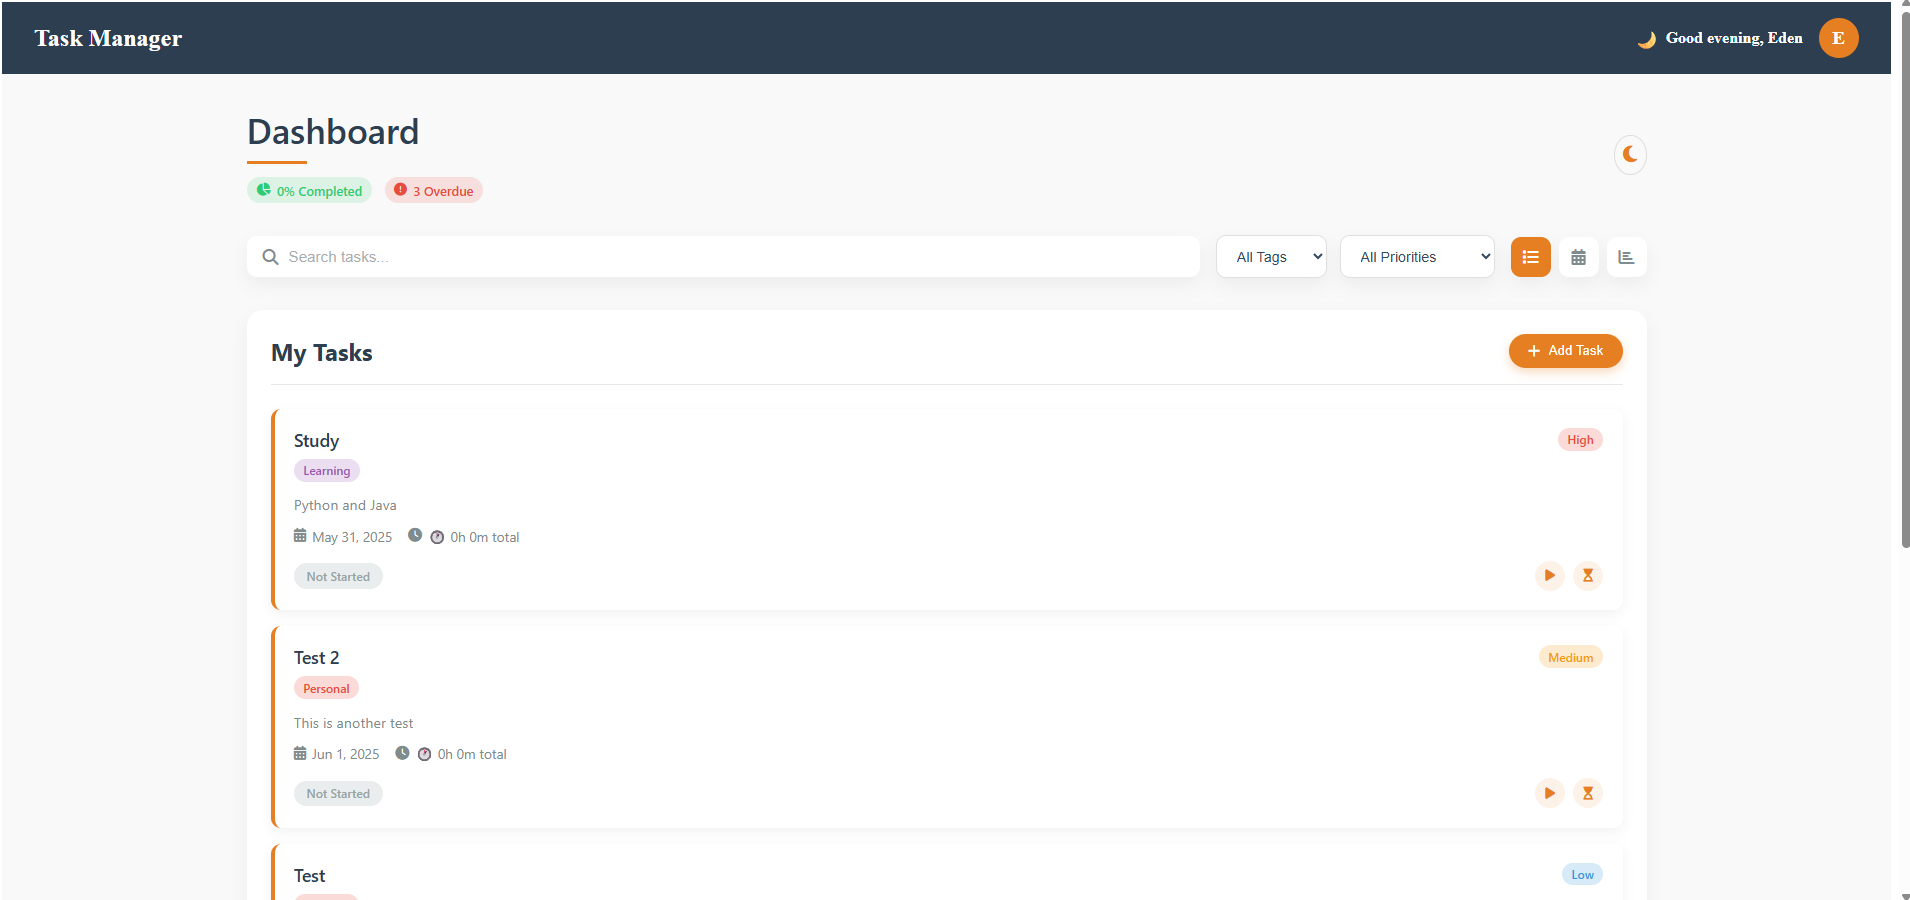 Task Manager
Good evening, Eden
E
Dashboard
0% Completed
3 Overdue
Search tasks...
All Tags
All Priorities
My Tasks
Add Task
Study
High
Learning
Python and Java
May 31, 2025
0h 0m total
Not Started
Test 2
Medium
Personal
This is another test
Jun 1, 2025
0h 0m total
Not Started
Test
Low